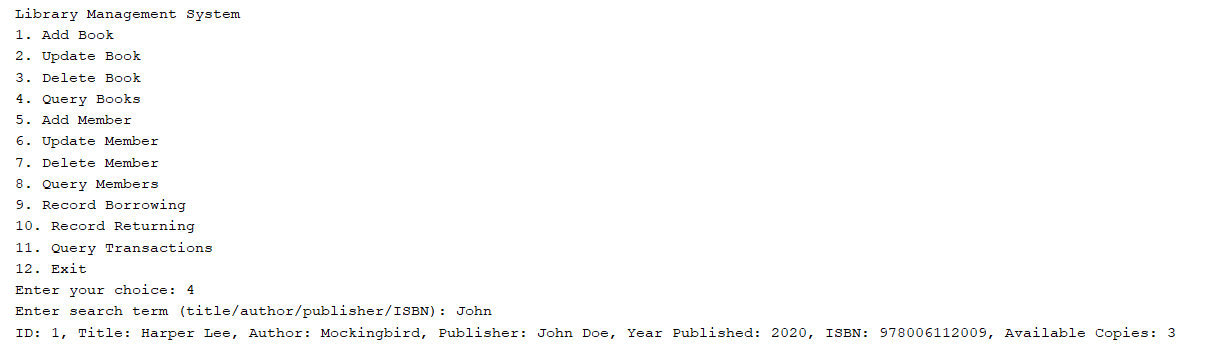 Library Management System
1. Add Book
2. Update Book
3. Delete Book
4. Query Books
5. Add Member
6. Update Member
7. Delete Member
8. Query Members
9. Record Borrowing
10. Record Returning
11. Query Transactions
12. Exit
Enter your choice: 4
Enter search term (title/author/publisher/ISBN): John
ID: 1, Title: Harper Lee, Author: Mockingbird, Publisher: John Doe, Year Published: 2020, ISBN: 978006112009, Available Copies: 3